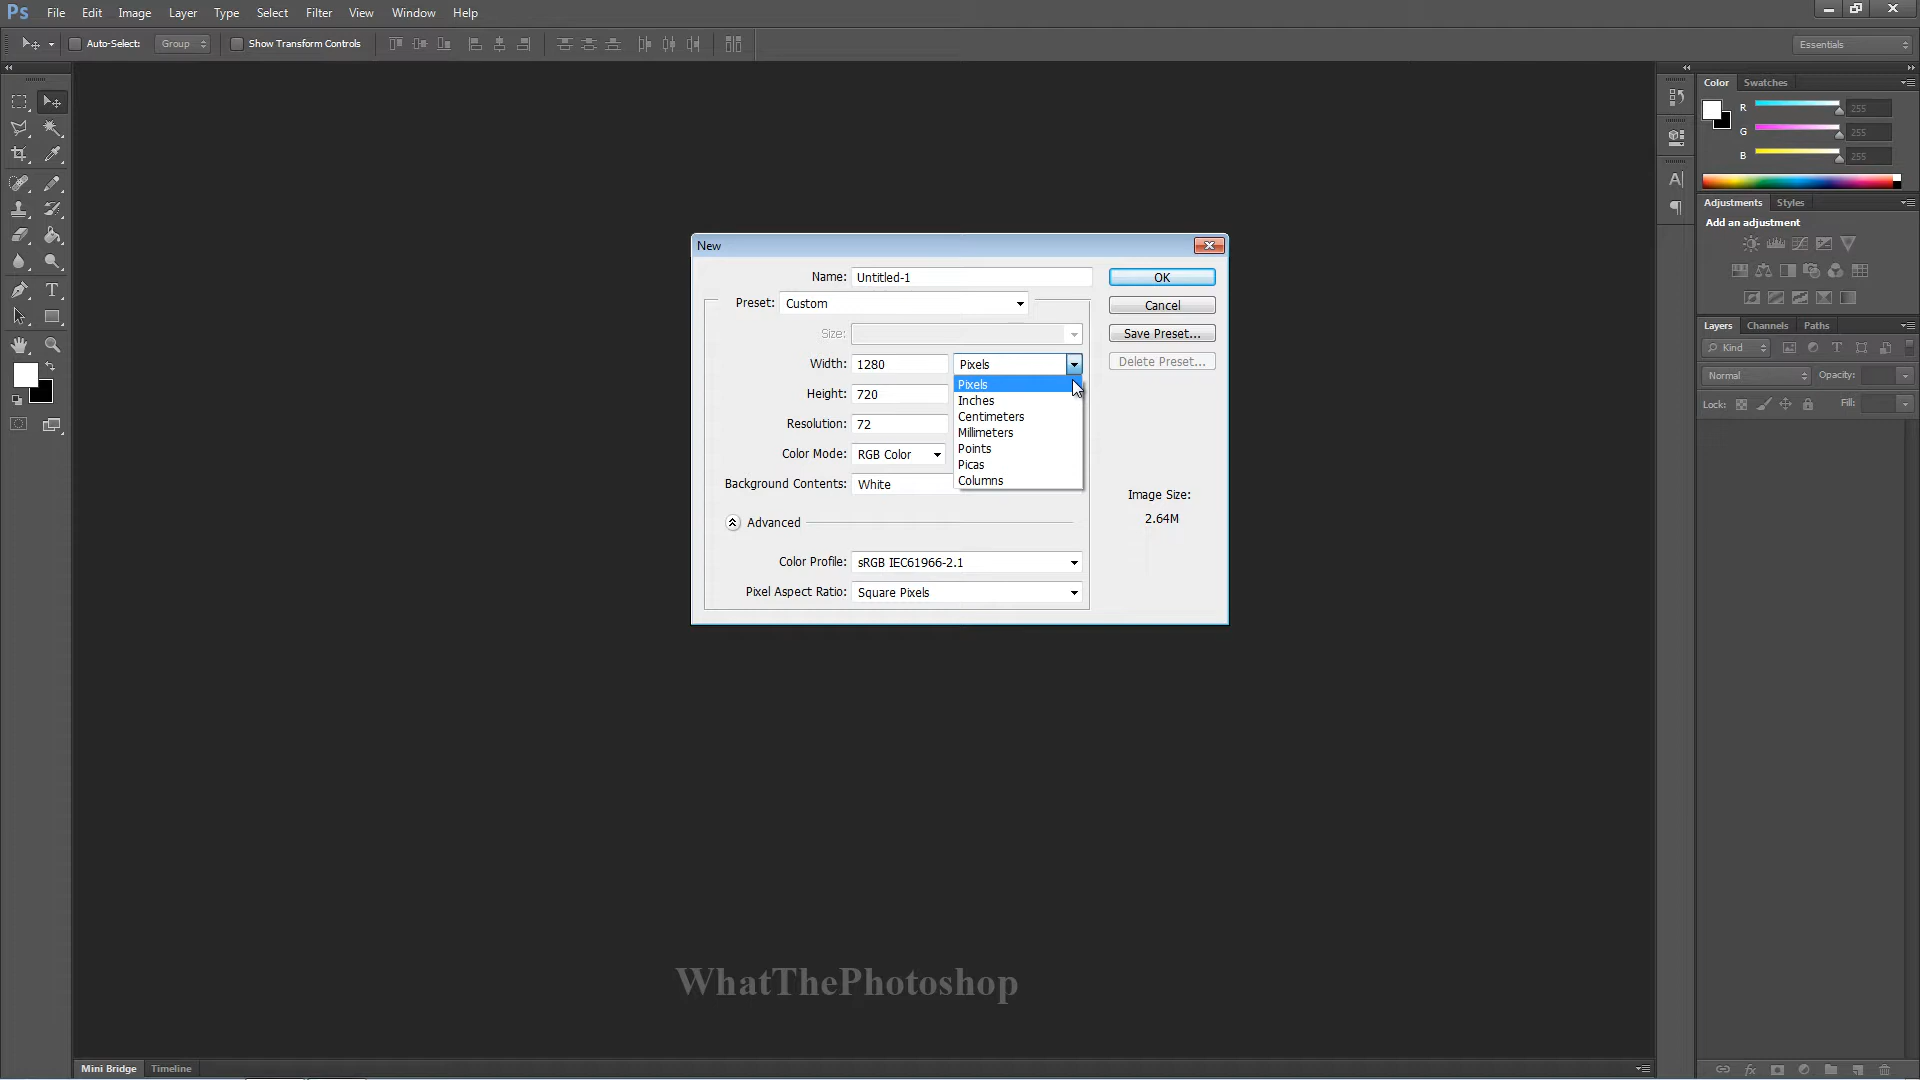 Ps File Edit Image Layer Type Select Filter View Window Help
Auto-Select: Group Show Transform Controls Essentials
Color Swatches
R 255
G 255
B 255
Adjustments Styles
Add an adjustment
Layers Channels Paths
Kind
Normal Opacity:
Lock: Fill:
New
Name: Untitled-1 OK
Preset: Custom Cancel
Size: Save Preset...
Width: 1280 Pixels Delete Preset...
Pixels
Height: 720
Inches
Centimeters
Resolution: 72
Millimeters
Points
Color Mode: RGB Color
Picas
Columns
Background Contents: White
Image Size:
2.64M
Advanced
Color Profile: sRGB IEC61966-2.1
Pixel Aspect Ratio: Square Pixels
WhatThePhotoshop
Mini Bridge Timeline